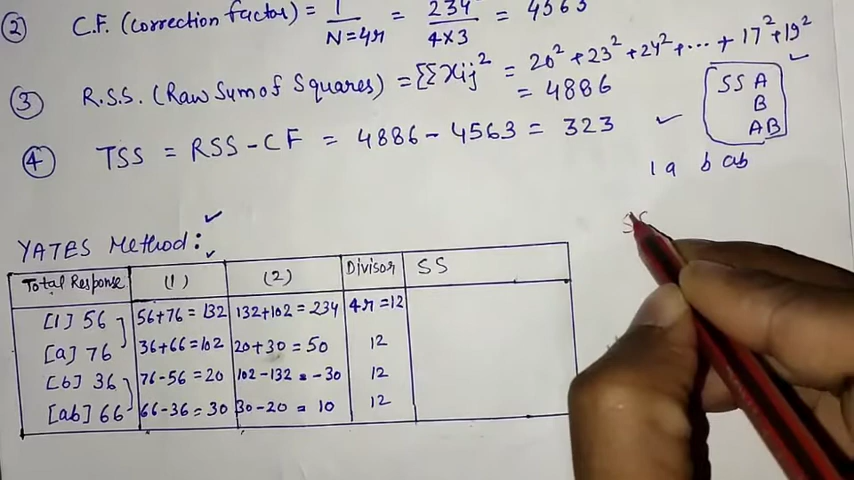 ② C.F. (Correction factor) = 1/N=4r = 234/4×3 = 4563
③ R.S.S. (Raw Sum of Squares) = [ΣΣXij² = 20² + 23² + 24² + ... + 17² + 19²
= 4886
④ TSS = RSS - CF = 4886 - 4563 = 323
SS A
B
AB
1 a b ab
SS
YATES Method:
Total Response (1) (2) Divisor SS
[1] 56 56+76 = 132 132+102 = 234 4r = 12
[a] 76 36+66 = 102 20+30 = 50 12
[b] 36 76-56 = 20 102-132 = -30 12
[ab] 66 66-36 = 30 30-20 = 10 12